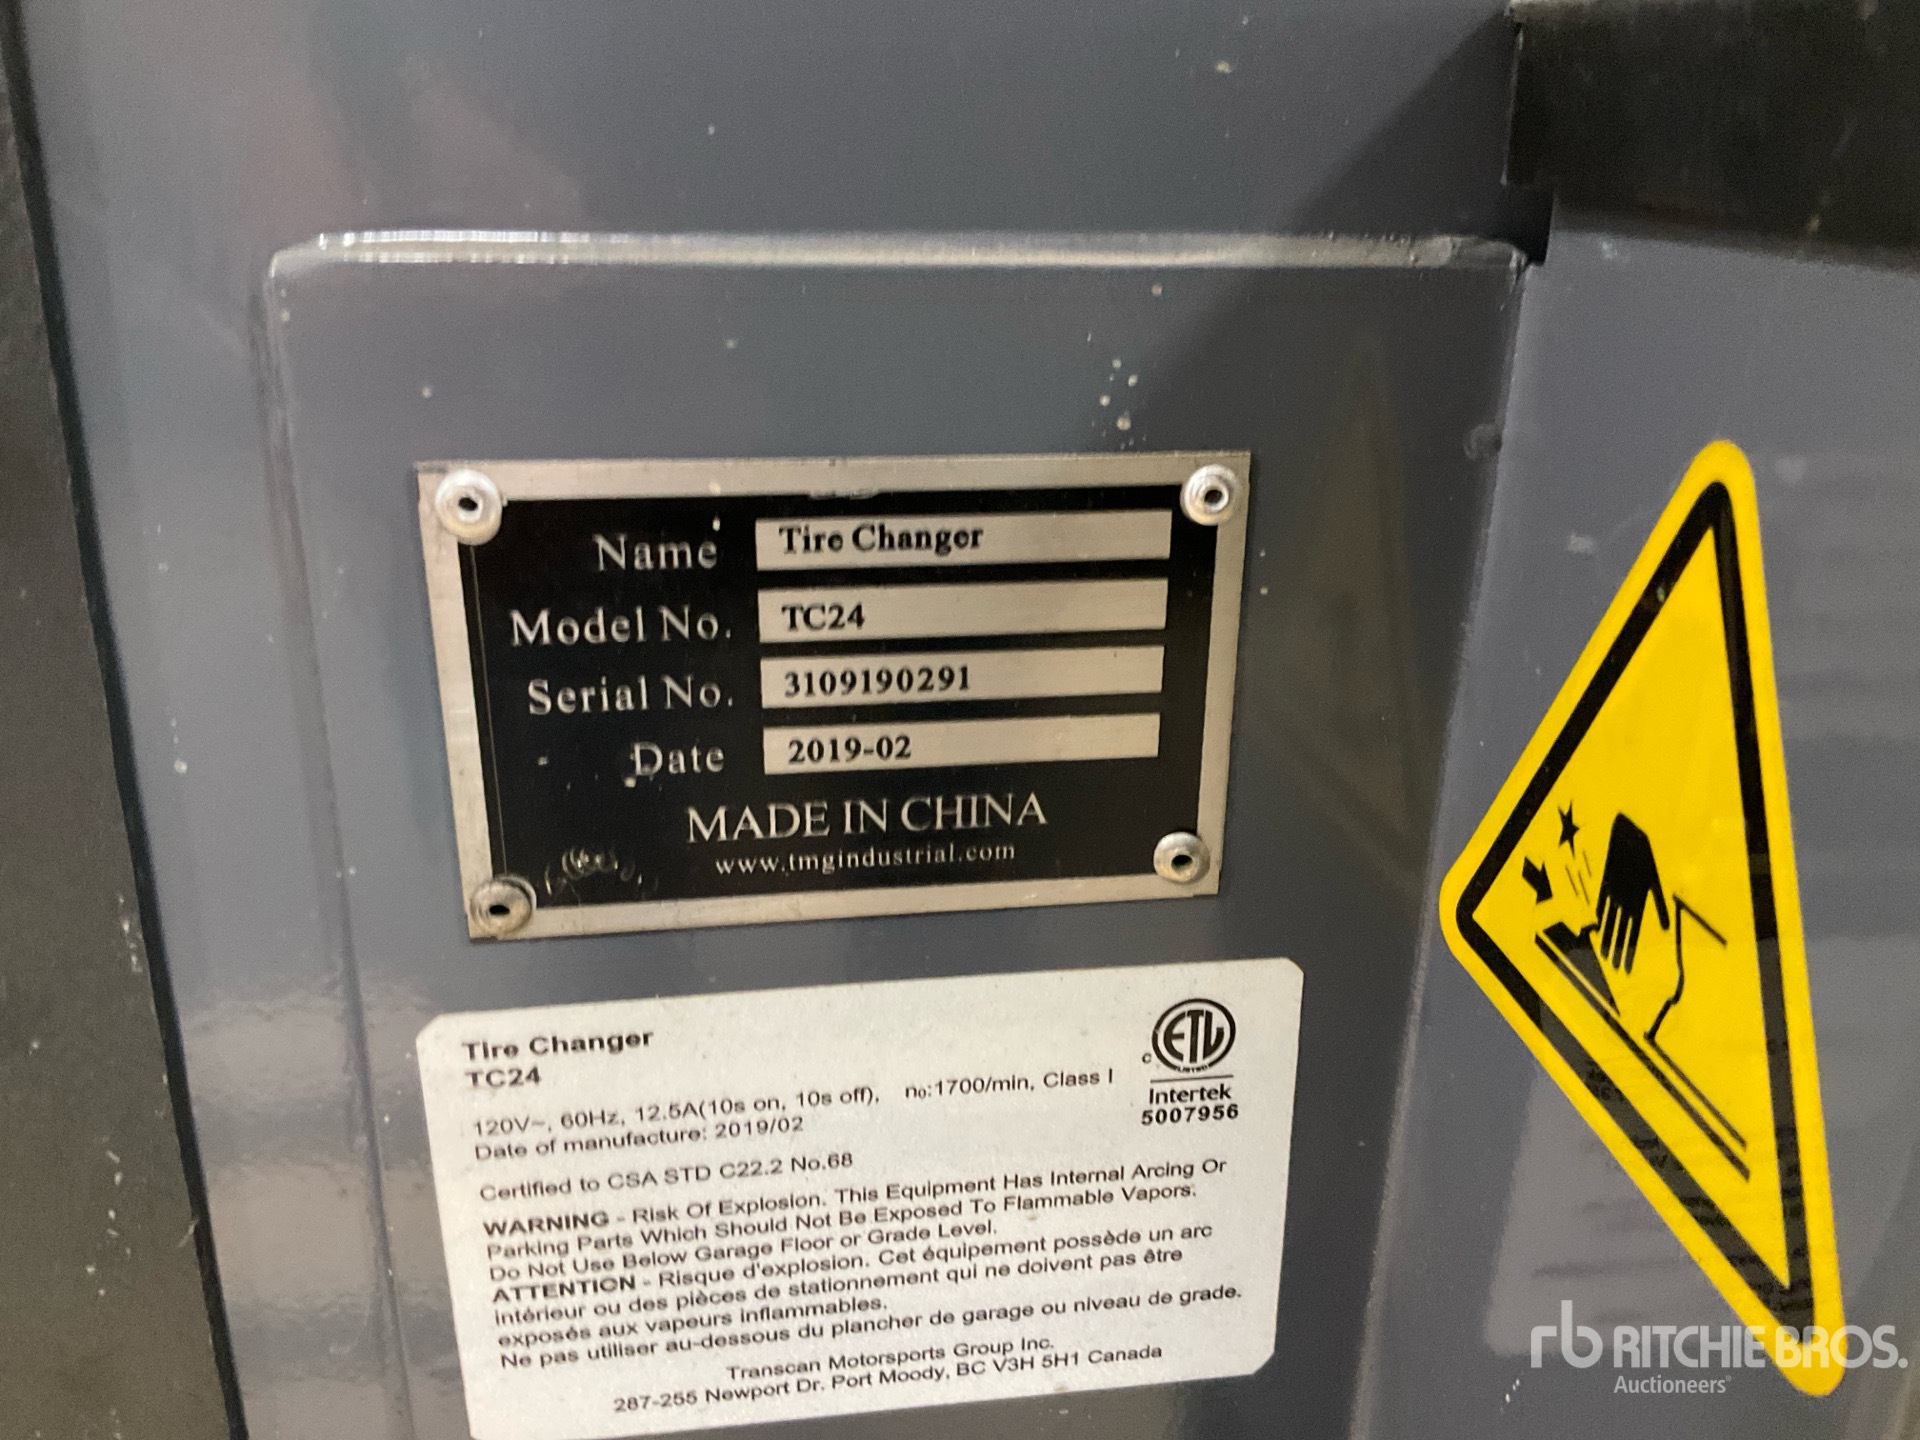 Name Tire Changer
Model No. TC24
Serial No. 3109190291
Date 2019-02
MADE IN CHINA
www.tmgindustrial.com
Tire Changer
TC24
120V~, 60Hz, 12.5A(10s on, 10s off), n₀:1700/min, Class I
Date of manufacture: 2019/02
Certified to CSA STD C22.2 No.68
C ETL
LISTED
Intertek
5007956
WARNING - Risk Of Explosion. This Equipment Has Internal Arcing Or
Parking Parts Which Should Not Be Exposed To Flammable Vapors.
Do Not Use Below Garage Floor or Grade Level.
ATTENTION - Risque d'explosion. Cet équipement possède un arc
intérieur ou des pièces de stationnement qui ne doivent pas être
exposés aux vapeurs inflammables.
Ne pas utiliser au-dessous du plancher de garage ou niveau de grade.
Transcan Motorsports Group Inc.
287-255 Newport Dr. Port Moody, BC V3H 5H1 Canada
rb RITCHIE BROS.
Auctioneers